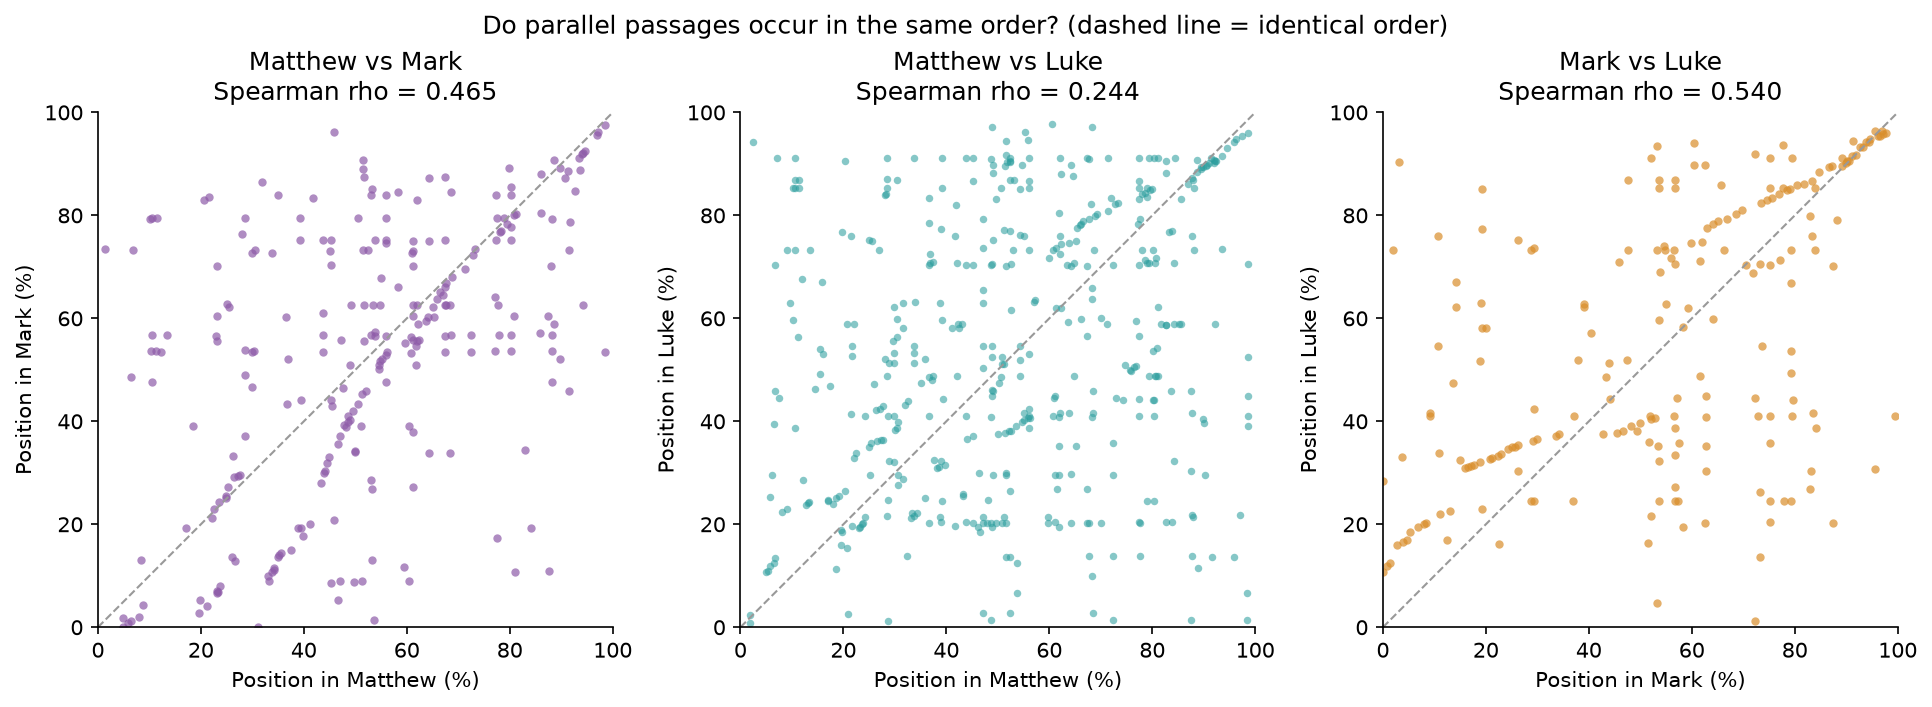 Do parallel passages occur in the same order? (dashed line = identical order)
Matthew vs Mark
Spearman rho = 0.465
100
80
60
40
20
0
0 20 40 60 80 100
Position in Mark (%)
Position in Matthew (%)
Matthew vs Luke
Spearman rho = 0.244
100
80
60
40
20
0
0 20 40 60 80 100
Position in Luke (%)
Position in Matthew (%)
Mark vs Luke
Spearman rho = 0.540
100
80
60
40
20
0
0 20 40 60 80 100
Position in Luke (%)
Position in Mark (%)